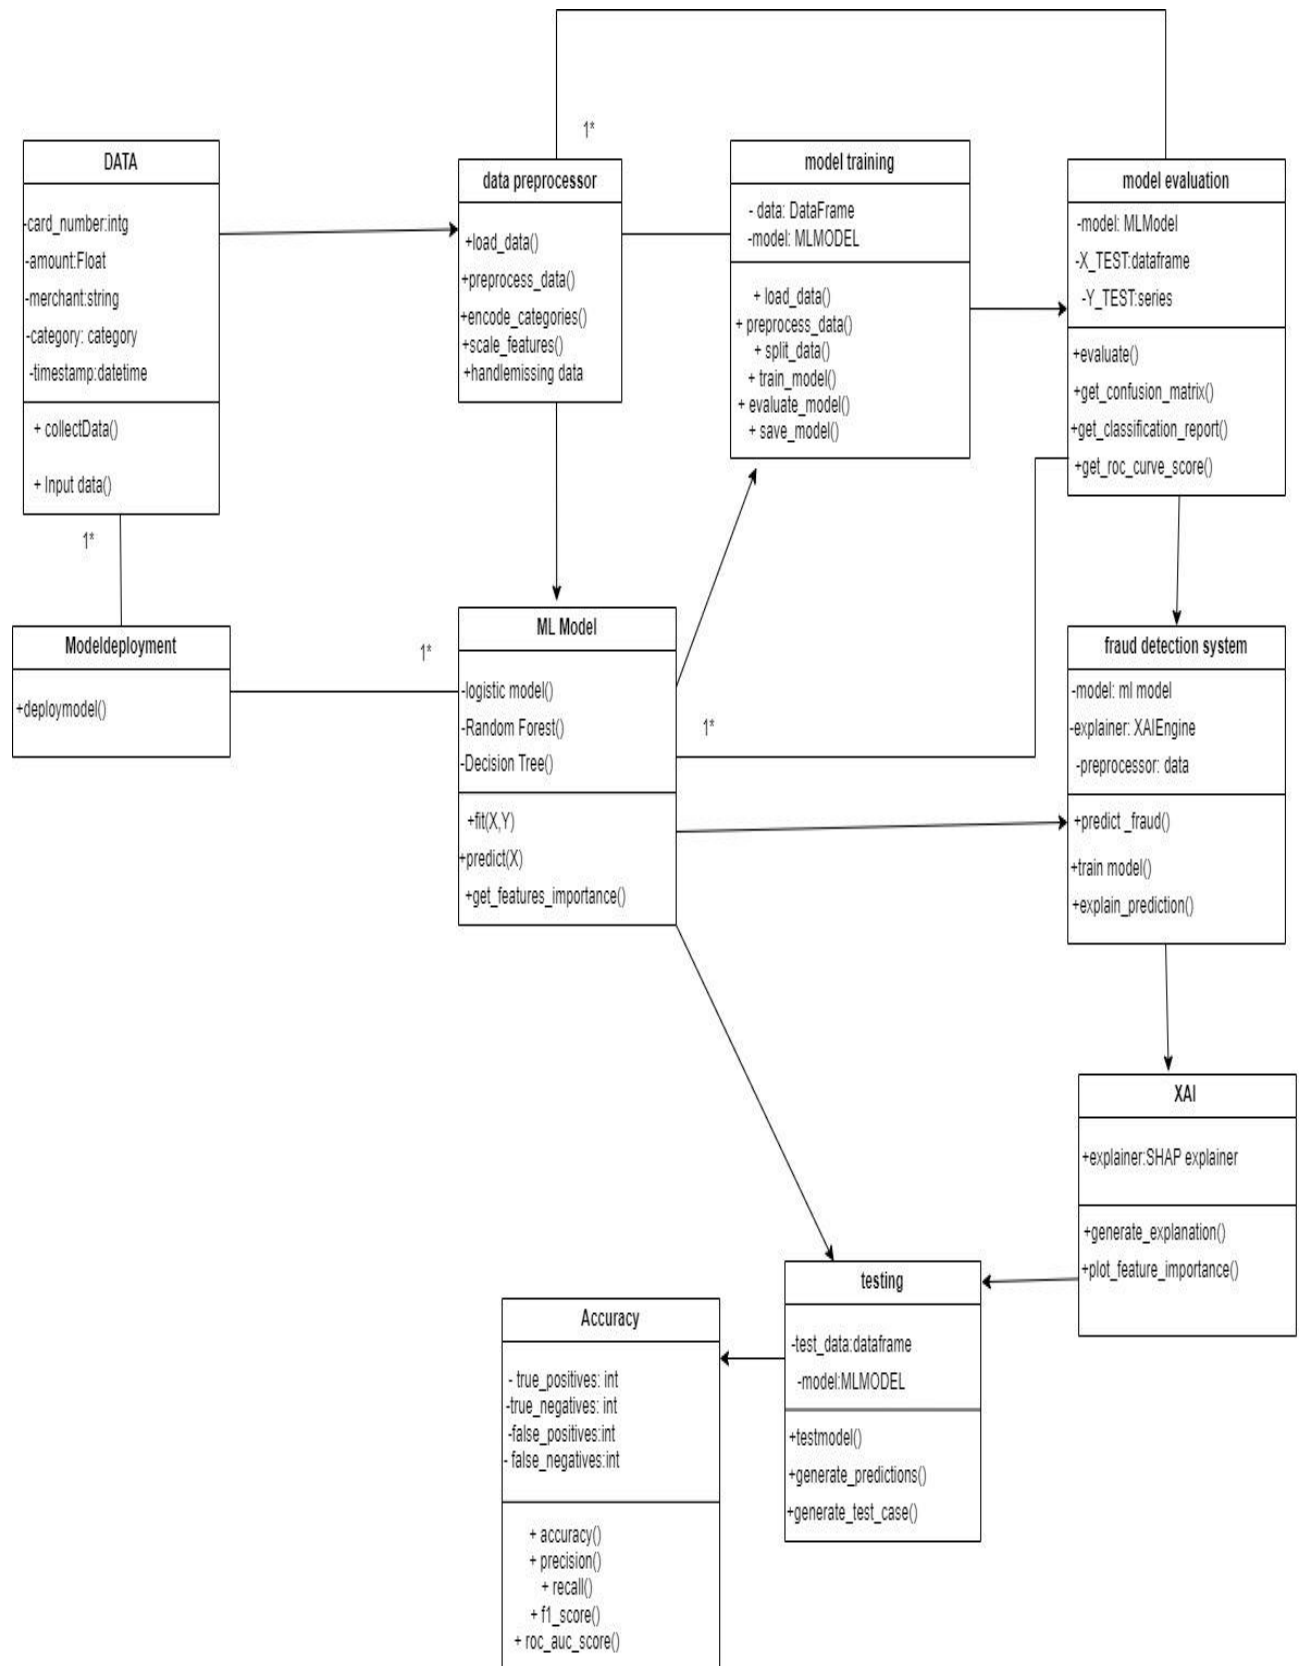 1*
DATA
-card_number:intg
-amount:Float
-merchant:string
-category: category
-timestamp:datetime
+ collectData()
+ Input data()
1*
data preprocessor
+load_data()
+preprocess_data()
+encode_categories()
+scale_features()
+handlemissing data
model training
- data: DataFrame
-model: MLMODEL
+ load_data()
+ preprocess_data()
+ split_data()
+ train_model()
+ evaluate_model()
+ save_model()
model evaluation
-model: MLModel
-X_TEST:dataframe
-Y_TEST:series
+evaluate()
+get_confusion_matrix()
+get_classification_report()
+get_roc_curve_score()
Modeldeployment
+deploymodel()
1*
ML Model
-logistic model()
-Random Forest()
-Decision Tree()
+fit(X,Y)
+predict(X)
+get_features_importance()
1*
fraud detection system
-model: ml model
-explainer: XAIEngine
-preprocessor: data
+predict _fraud()
+train model()
+explain_prediction()
XAI
+explainer:SHAP explainer
+generate_explanation()
+plot_feature_importance()
testing
-test_data:dataframe
-model:MLMODEL
+testmodel()
+generate_predictions()
+generate_test_case()
Accuracy
- true_positives: int
-true_negatives: int
-false_positives:int
- false_negatives:int
+ accuracy()
+ precision()
+ recall()
+ f1_score()
+ roc_auc_score()